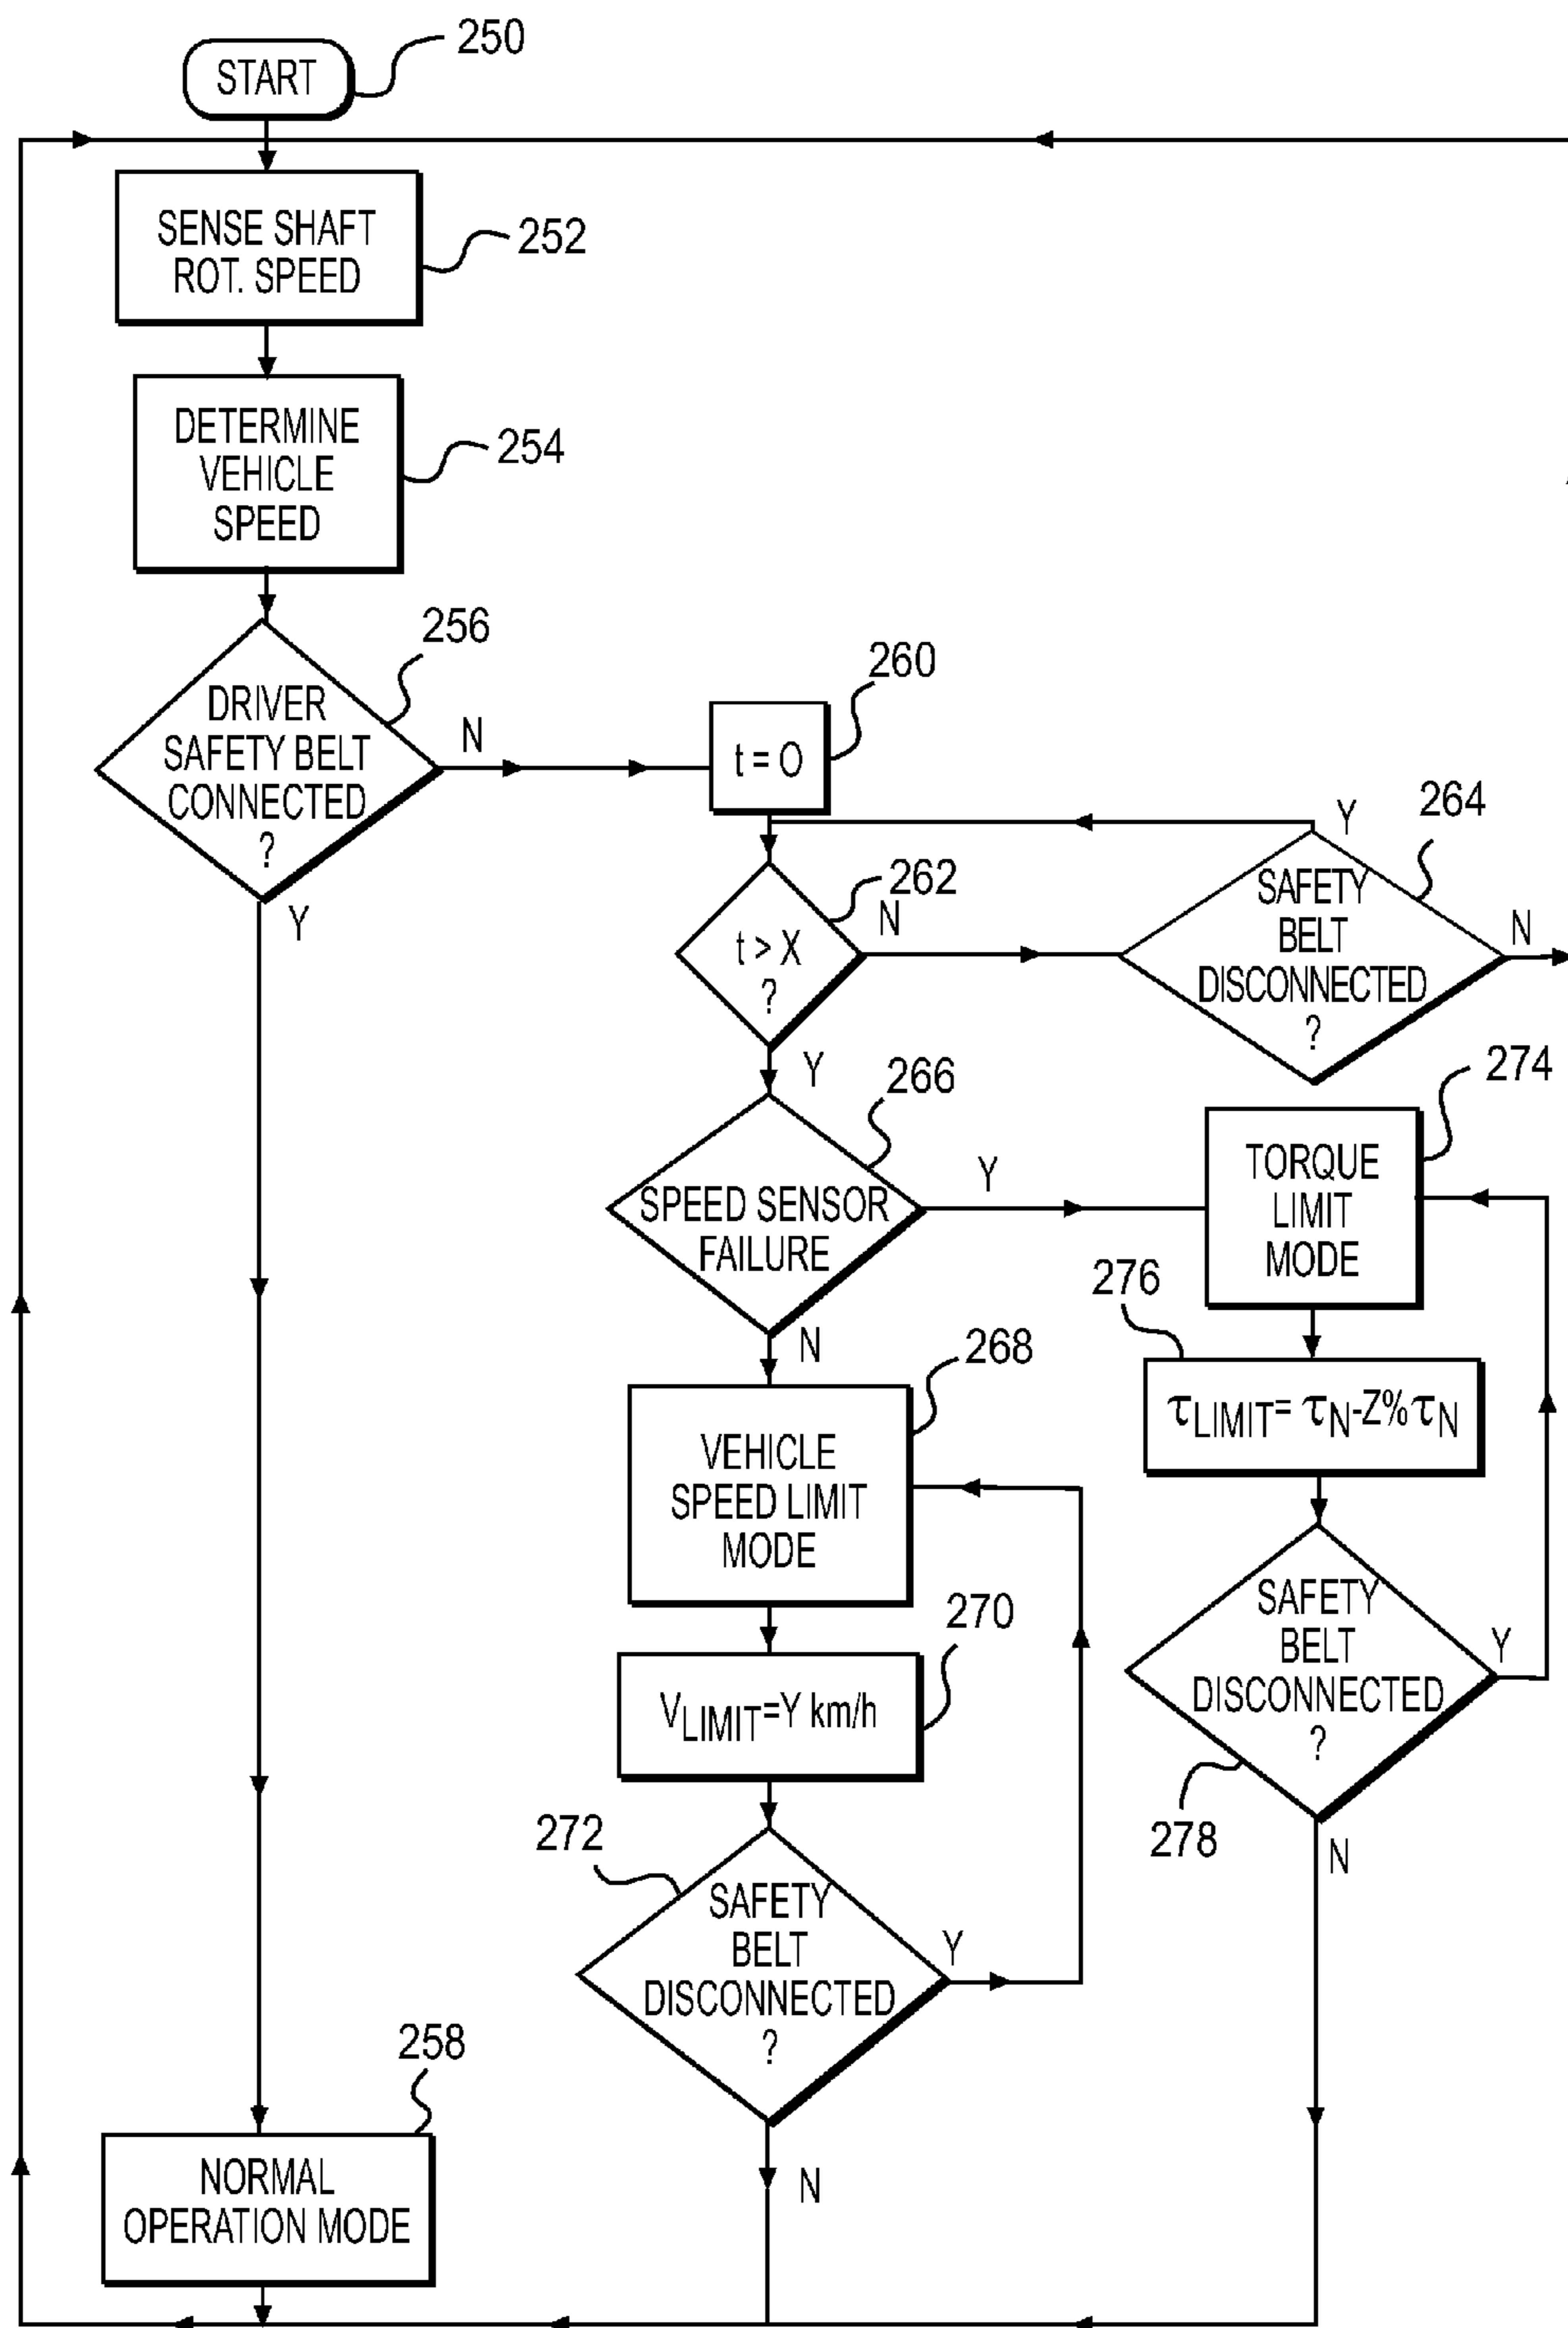 START
250
SENSE SHAFT
ROT. SPEED
252
DETERMINE
VEHICLE
SPEED
254
DRIVER
SAFETY BELT
CONNECTED
?
256
N
Y
t = 0
260
t > X
?
262
N
Y
SAFETY
BELT
DISCONNECTED
?
264
Y
N
SPEED SENSOR
FAILURE
266
Y
N
TORQUE
LIMIT
MODE
274
276
τLIMIT= τN-Z%τN
VEHICLE
SPEED LIMIT
MODE
268
VLIMIT=Y km/h
270
SAFETY
BELT
DISCONNECTED
?
278
Y
N
SAFETY
BELT
DISCONNECTED
?
272
Y
N
NORMAL
OPERATION MODE
258